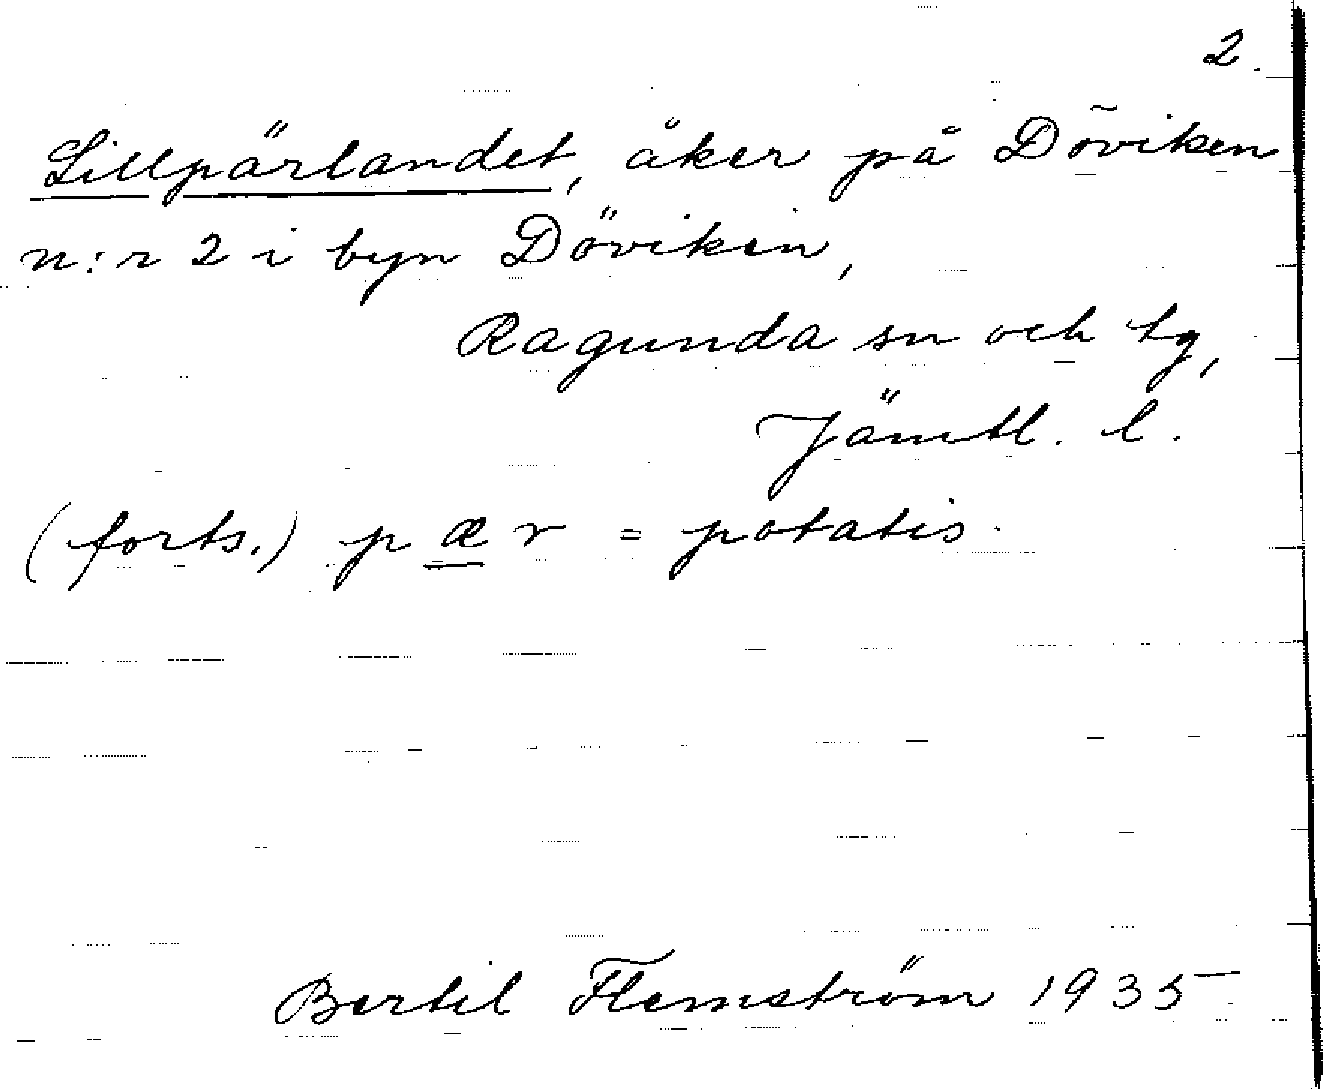 2.
Lillpärlandet, åker på Döviken
n:r 2 i byn Döviken,
Ragunda sn och tg,
Jämtl. l.
(forts.) pær = potatis.
Bertil Flemström 1935